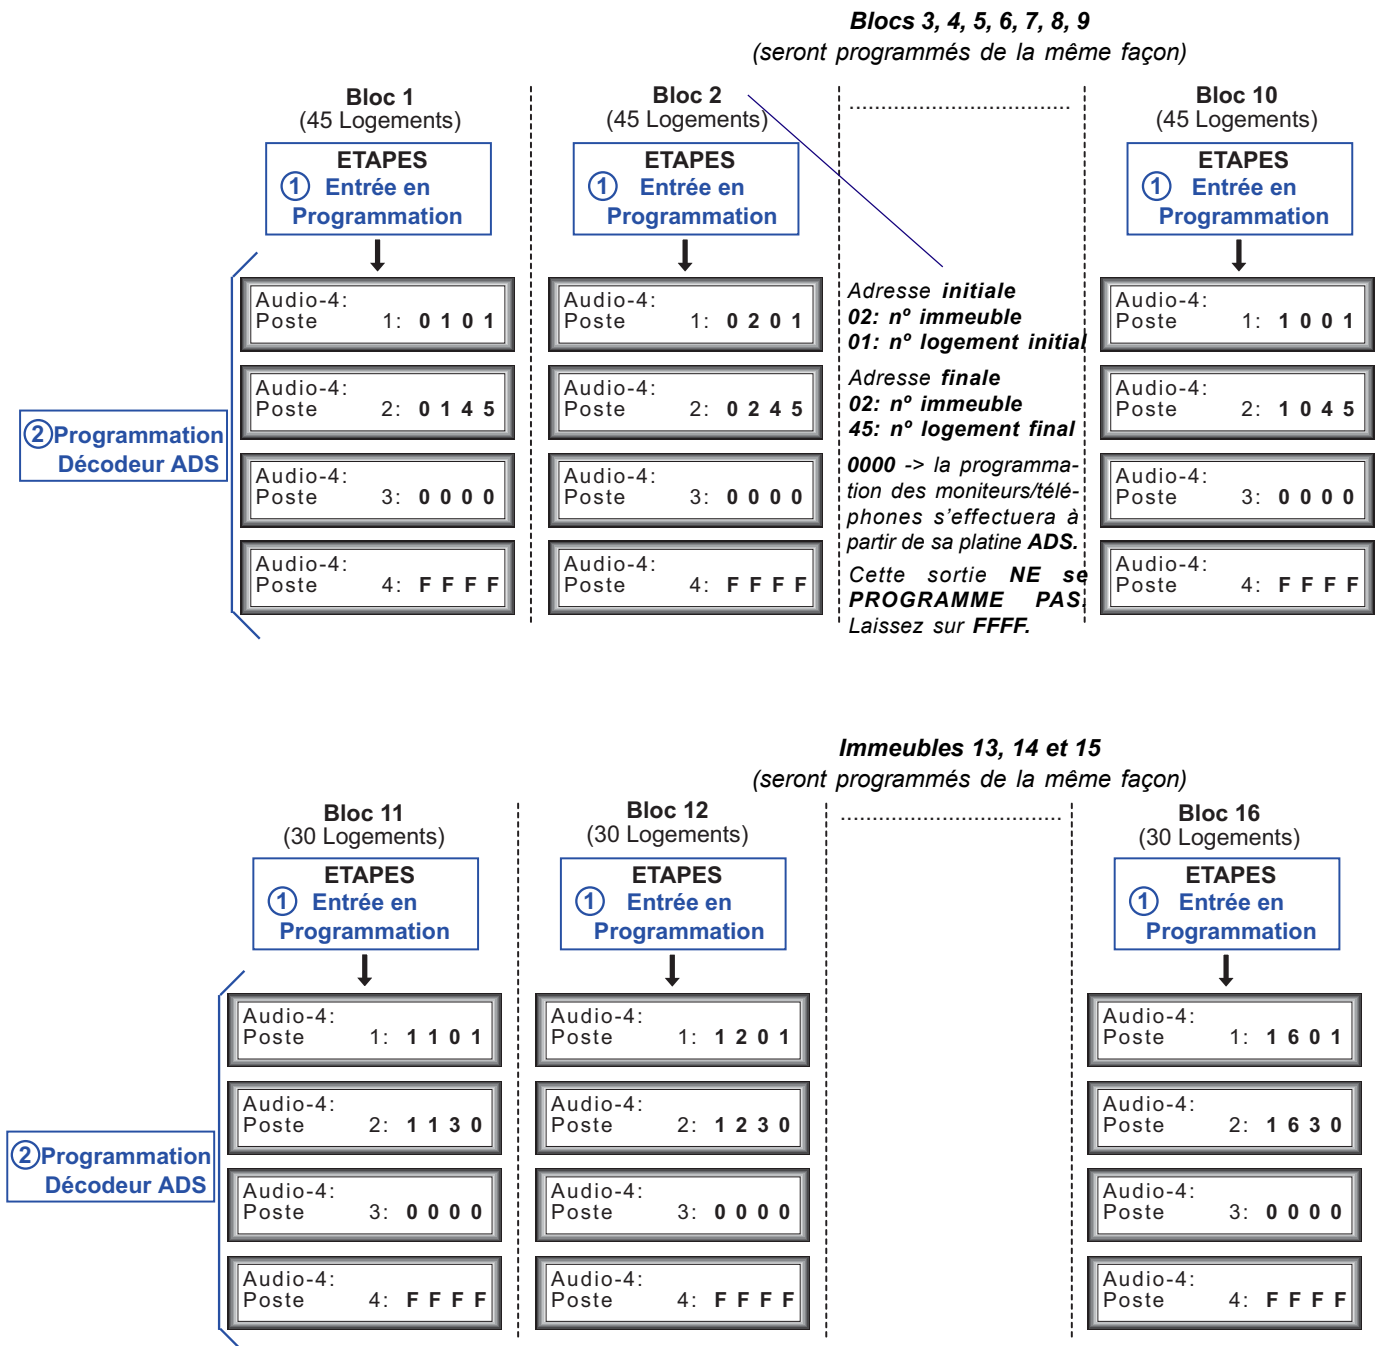 Blocs 3, 4, 5, 6, 7, 8, 9
(seront programmés de la même façon)
Bloc 1
(45 Logements)
ETAPES
1 Entrée en
Programmation
Bloc 2
(45 Logements)
ETAPES
1 Entrée en
Programmation
...................................
Bloc 10
(45 Logements)
ETAPES
1 Entrée en
Programmation
2 Programmation
Décodeur ADS
Audio-4:
Poste 1: 0 1 0 1
Audio-4:
Poste 2: 0 1 4 5
Audio-4:
Poste 3: 0 0 0 0
Audio-4:
Poste 4: F F F F
Audio-4:
Poste 1: 0 2 0 1
Audio-4:
Poste 2: 0 2 4 5
Audio-4:
Poste 3: 0 0 0 0
Audio-4:
Poste 4: F F F F
Adresse initiale
02: nº immeuble
01: nº logement initial
Adresse finale
02: nº immeuble
45: nº logement final
0000 -> la programma-
tion des moniteurs/télé-
phones s'effectuera à
partir de sa platine ADS.
Cette sortie NE se
PROGRAMME PAS.
Laissez sur FFFF.
Audio-4:
Poste 1: 1 0 0 1
Audio-4:
Poste 2: 1 0 4 5
Audio-4:
Poste 3: 0 0 0 0
Audio-4:
Poste 4: F F F F
Immeubles 13, 14 et 15
(seront programmés de la même façon)
Bloc 11
(30 Logements)
ETAPES
1 Entrée en
Programmation
Bloc 12
(30 Logements)
ETAPES
1 Entrée en
Programmation
...................................
Bloc 16
(30 Logements)
ETAPES
1 Entrée en
Programmation
2 Programmation
Décodeur ADS
Audio-4:
Poste 1: 1 1 0 1
Audio-4:
Poste 2: 1 1 3 0
Audio-4:
Poste 3: 0 0 0 0
Audio-4:
Poste 4: F F F F
Audio-4:
Poste 1: 1 2 0 1
Audio-4:
Poste 2: 1 2 3 0
Audio-4:
Poste 3: 0 0 0 0
Audio-4:
Poste 4: F F F F
Audio-4:
Poste 1: 1 6 0 1
Audio-4:
Poste 2: 1 6 3 0
Audio-4:
Poste 3: 0 0 0 0
Audio-4:
Poste 4: F F F F